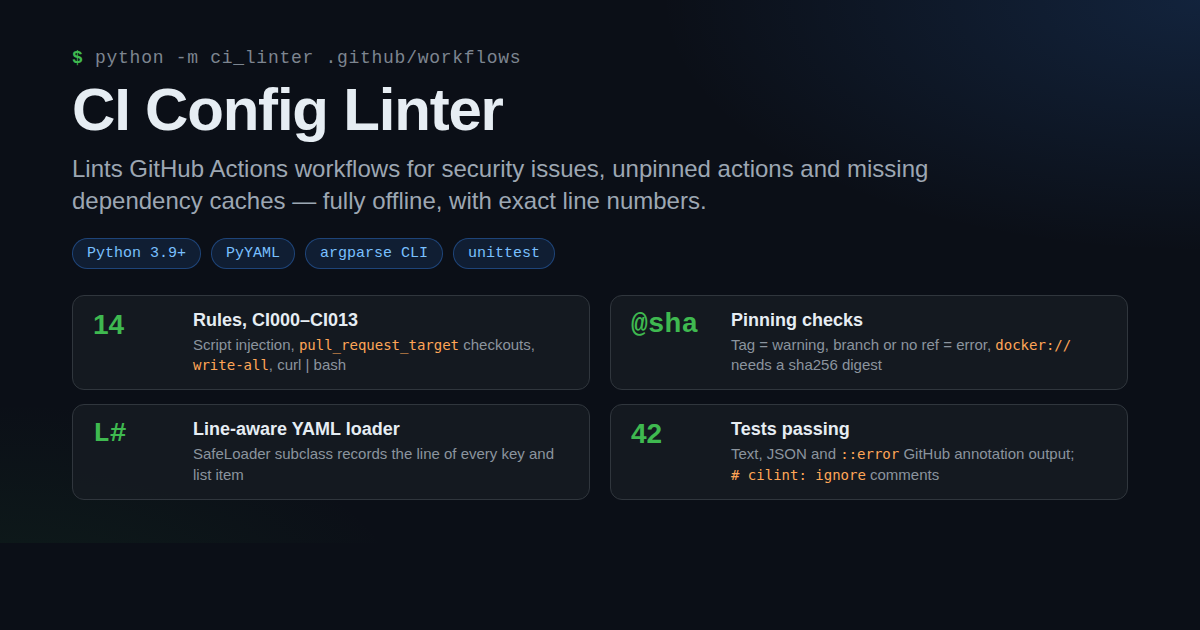 $ python -m ci_linter .github/workflows
CI Config Linter
Lints GitHub Actions workflows for security issues, unpinned actions and missing
dependency caches — fully offline, with exact line numbers.
Python 3.9+ PyYAML argparse CLI unittest
14
Rules, CI000–CI013
Script injection, pull_request_target checkouts,
write-all, curl | bash
@sha
Pinning checks
Tag = warning, branch or no ref = error, docker://
needs a sha256 digest
L#
Line-aware YAML loader
SafeLoader subclass records the line of every key and
list item
42
Tests passing
Text, JSON and ::error GitHub annotation output;
# cilint: ignore comments